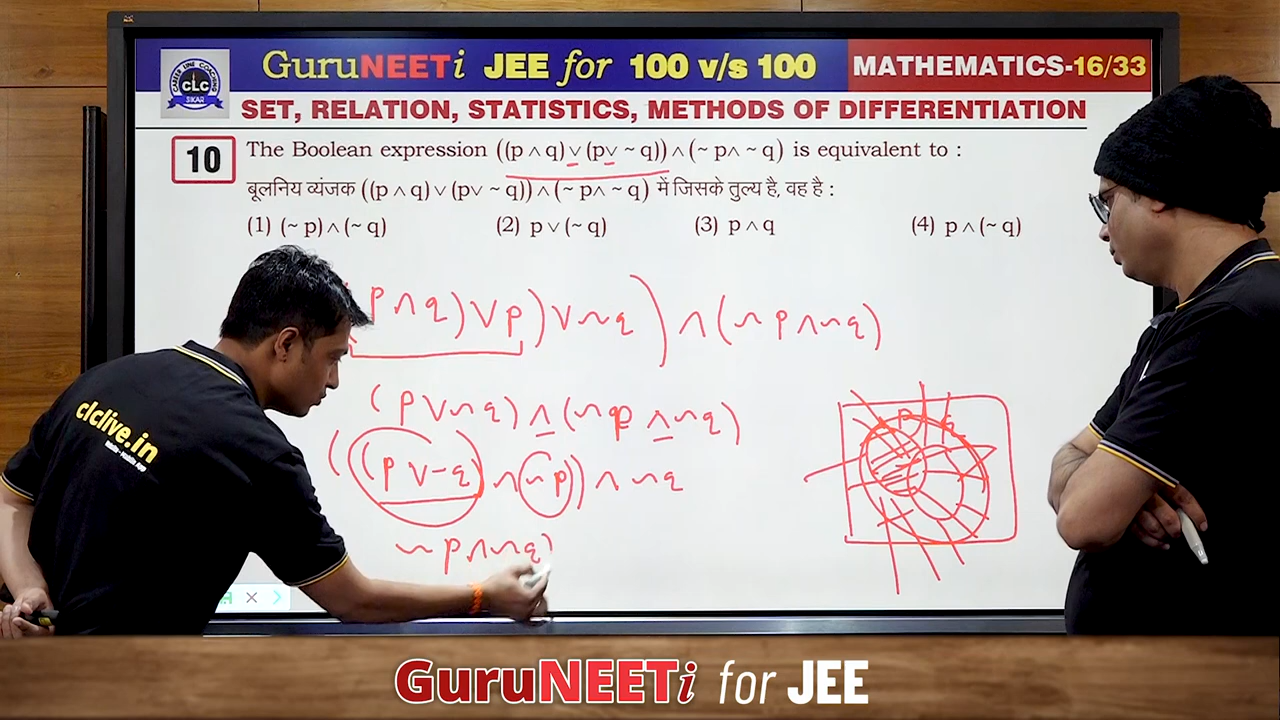 GuruNEETi JEE for 100 v/s 100 MATHEMATICS-16/33
CLC
SIKAR
SET, RELATION, STATISTICS, METHODS OF DIFFERENTIATION
10 The Boolean expression ((p ∧ q) ∨ (p ∨ ~ q)) ∧ (~ p ∧ ~ q) is equivalent to :
बूलनिय व्यंजक ((p ∧ q) ∨ (p ∨ ~ q)) ∧ (~ p ∧ ~ q) में जिसके तुल्य है, वह है :
(1) (~ p) ∧ (~ q) (2) p ∨ (~ q) (3) p ∧ q (4) p ∧ (~ q)
p ∧ q) ∨ p) ∨ ~ q) ∧ (~ p ∧ ~ q)
(p ∨ ~ q) ∧ (~ p ∧ ~ q)
(((p ∨ ~ q) ∧ (~ p)) ∧ ~ q
~ p ∧ ~ q)
clclive.in
GuruNEETi for JEE